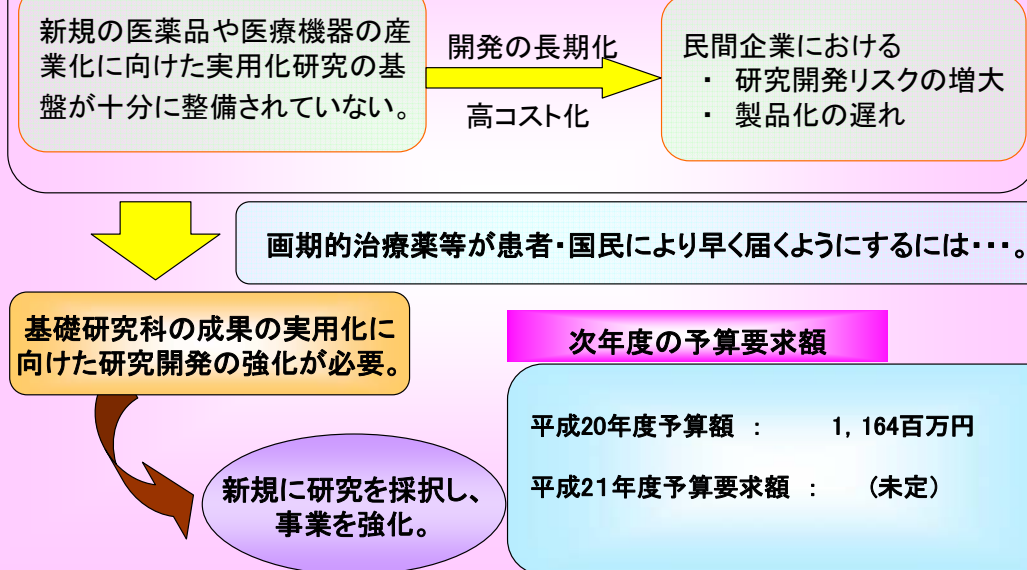 新規の医薬品や医療機器の産
業化に向けた実用化研究の基
盤が十分に整備されていない。
開発の長期化
高コスト化
民間企業における
・ 研究開発リスクの増大
・ 製品化の遅れ
画期的治療薬等が患者・国民により早く届くようにするには・・・。
基礎研究科の成果の実用化に
向けた研究開発の強化が必要。
新規に研究を採択し、
事業を強化。
次年度の予算要求額
平成20年度予算額 : 1,164百万円
平成21年度予算要求額 : (未定)